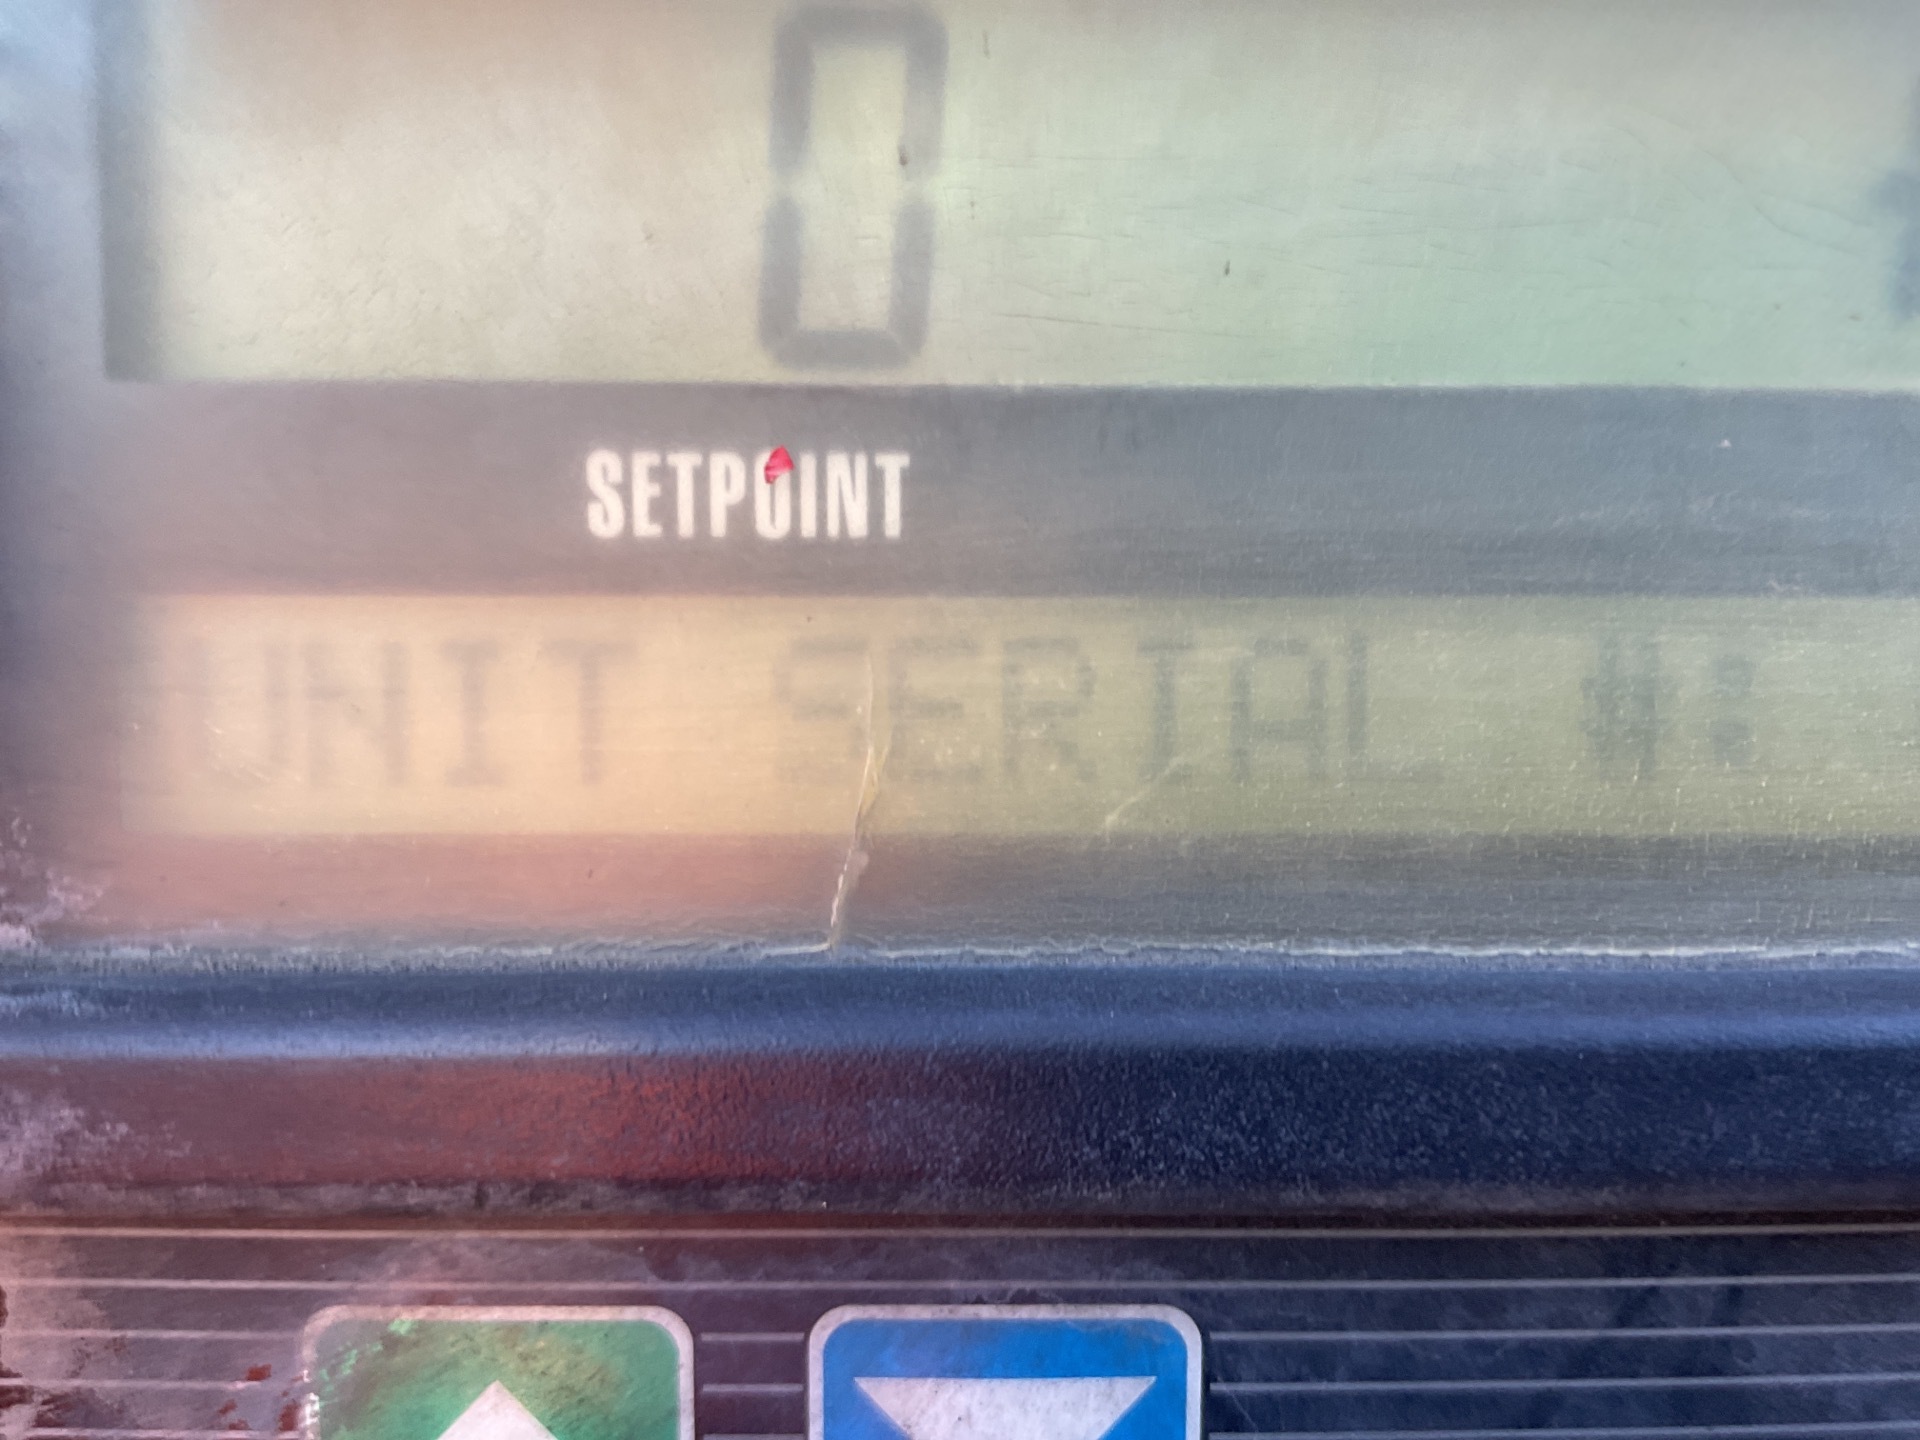 0
SETPOINT
UNIT SERIAL #: